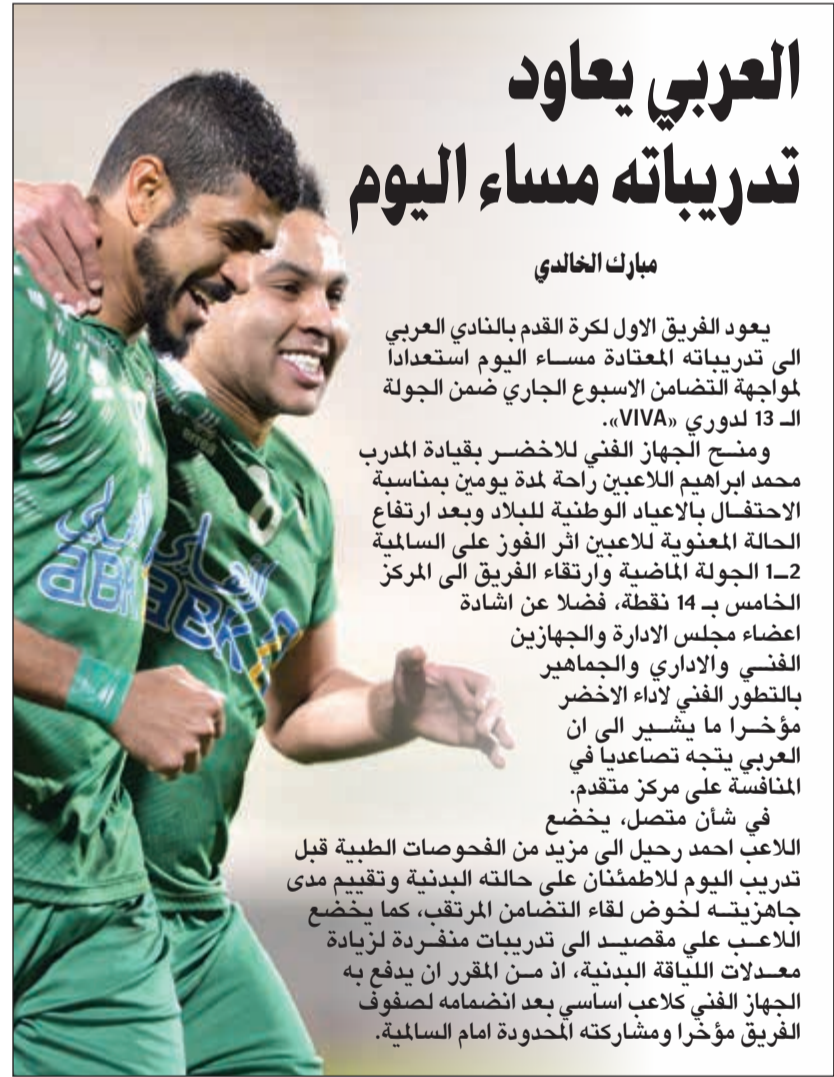 العربي يعاود
تدريباته مساء اليوم
مبارك الخالدي
يعود الفريق الاول لكرة القدم بالنادي العربي
الى تدريباته المعتادة مساء اليوم استعدادا
لمواجهة التضامن الاسبوع الجاري ضمن الجولة
الـ 13 لدوري «VIVA».
ومنح الجهاز الفني للاخضر بقيادة المدرب
محمد ابراهيم اللاعبين راحة لمدة يومين بمناسبة
الاحتفال بالاعياد الوطنية للبلاد وبعد ارتفاع
الحالة المعنوية للاعبين اثر الفوز على السالمية
2–1 الجولة الماضية وارتقاء الفريق الى المركز
الخامس بـ 14 نقطة، فضلا عن اشادة
اعضاء مجلس الادارة والجهازين
الفني والاداري والجماهير
بالتطور الفني لاداء الاخضر
مؤخرا ما يشير الى ان
العربي يتجه تصاعديا في
المنافسة على مركز متقدم.
في شأن متصل، يخضع
اللاعب احمد رحيل الى مزيد من الفحوصات الطبية قبل
تدريب اليوم للاطمئنان على حالته البدنية وتقييم مدى
جاهزيته لخوض لقاء التضامن المرتقب، كما يخضع
اللاعب علي مقصيد الى تدريبات منفردة لزيادة
معدلات اللياقة البدنية، اذ من المقرر ان يدفع به
الجهاز الفني كلاعب اساسي بعد انضمامه لصفوف
الفريق مؤخرا ومشاركته المحدودة امام السالمية.
الأهلي
ABK
الأهلي
ABK